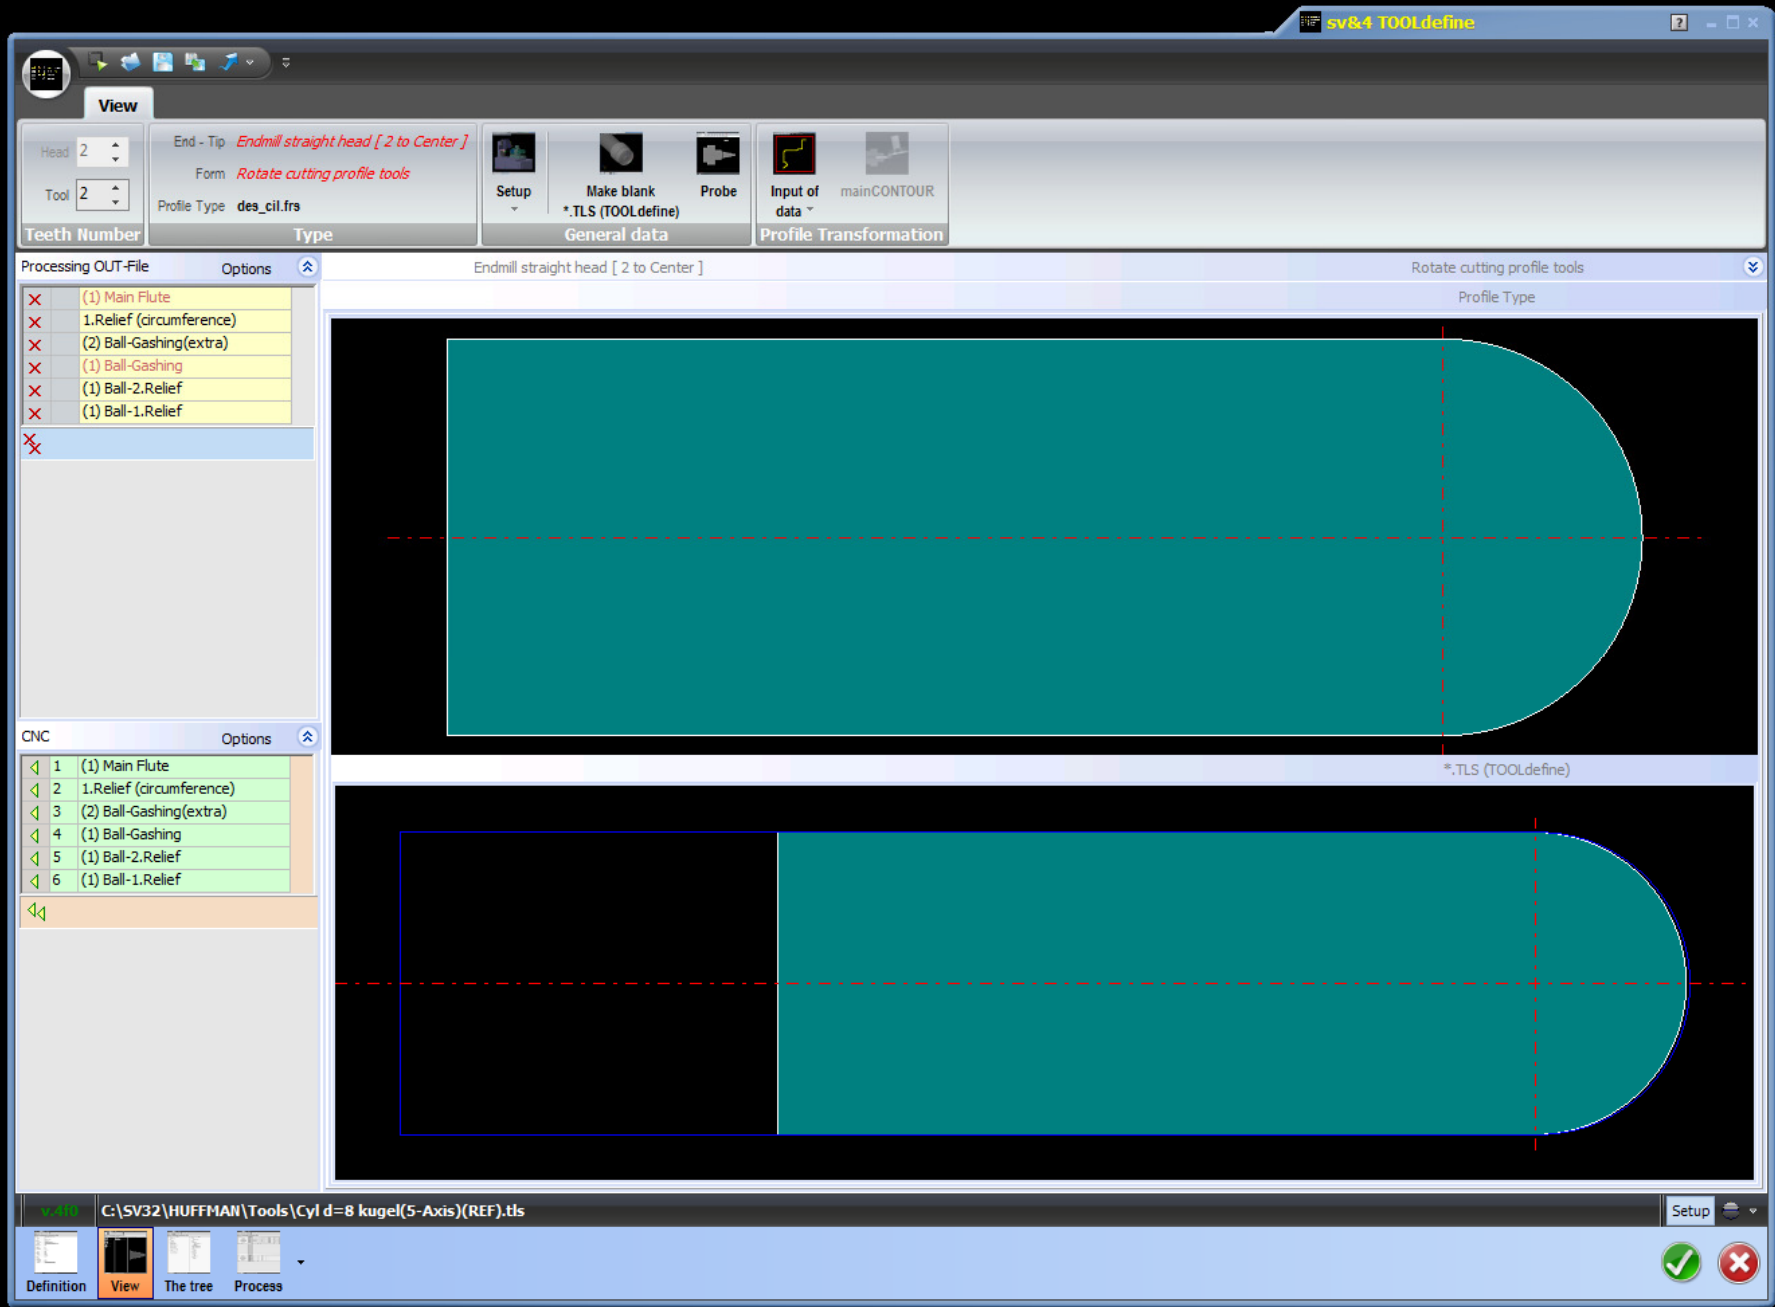 sv&4 TOOLdefine
View
Head 2
Tool 2
Teeth Number
End - Tip Endmill straight head [ 2 to Center ]
Form Rotate cutting profile tools
Profile Type des_cil.frs
Type
Setup
Make blank
*.TLS (TOOLdefine)
Probe
General data
Input of
data
mainCONTOUR
Profile Transformation
Processing OUT-File Options
(1) Main Flute
1.Relief (circumference)
(2) Ball-Gashing(extra)
(1) Ball-Gashing
(1) Ball-2.Relief
(1) Ball-1.Relief
Endmill straight head [ 2 to Center ] Rotate cutting profile tools
Profile Type
CNC Options
1 (1) Main Flute
2 1.Relief (circumference)
3 (2) Ball-Gashing(extra)
4 (1) Ball-Gashing
5 (1) Ball-2.Relief
6 (1) Ball-1.Relief
*.TLS (TOOLdefine)
v.4f0 C:\SV32\HUFFMAN\Tools\Cyl d=8 kugel(5-Axis)(REF).tls Setup
Definition View The tree Process